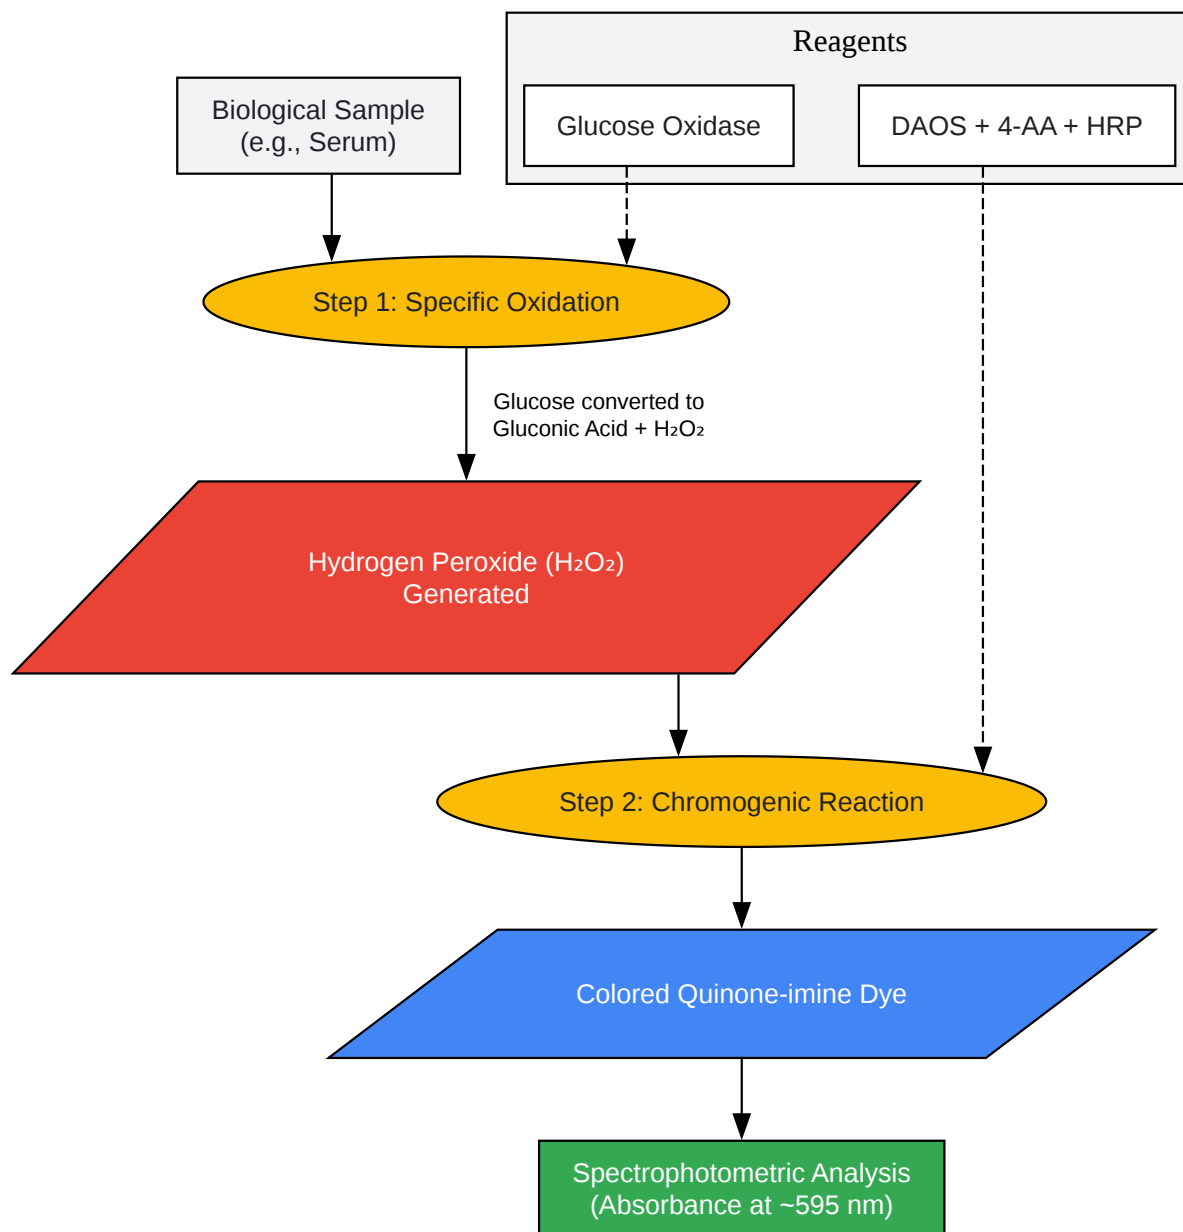 Reagents
Biological Sample
(e.g., Serum)
Glucose Oxidase
DAOS + 4-AA + HRP
Step 1: Specific Oxidation
Glucose converted to
Gluconic Acid + H₂O₂
Hydrogen Peroxide (H₂O₂)
Generated
Step 2: Chromogenic Reaction
Colored Quinone-imine Dye
Spectrophotometric Analysis
(Absorbance at ~595 nm)